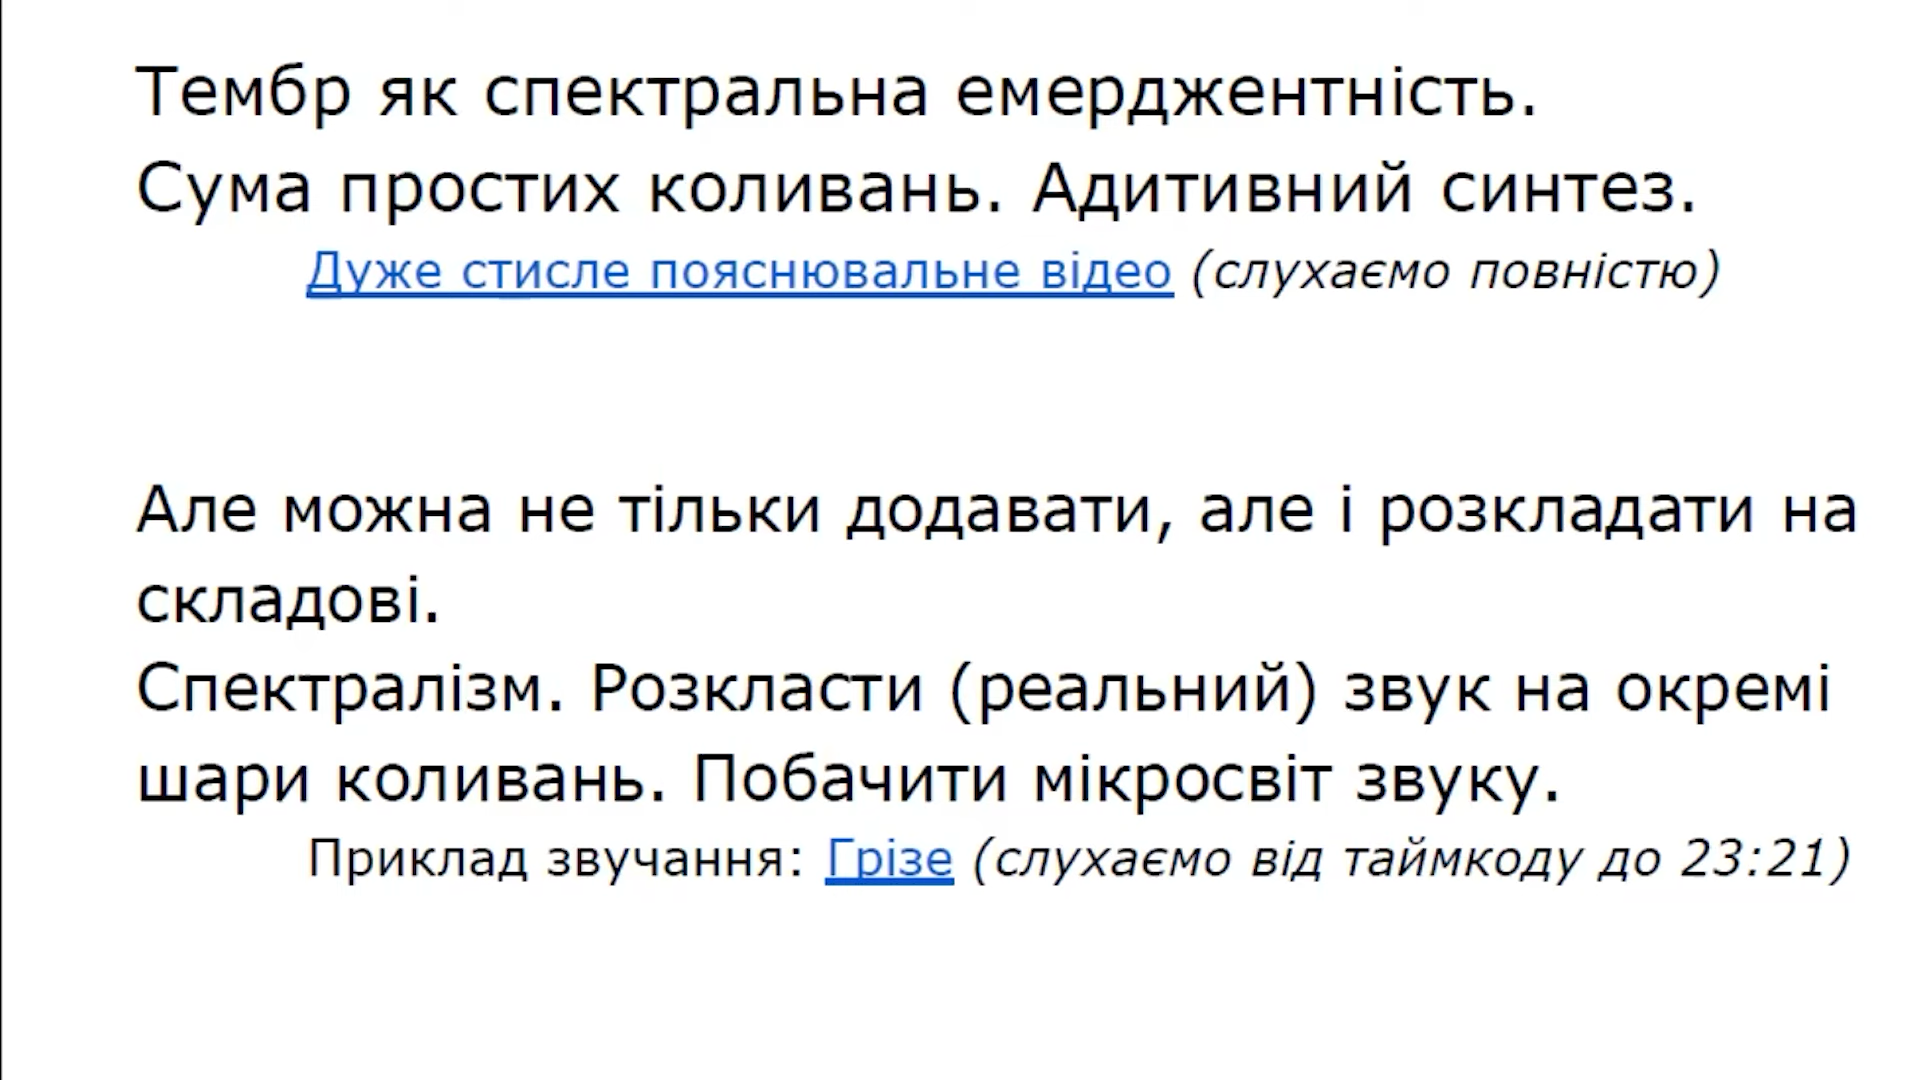 Тембр як спектральна емерджентність.
Сума простих коливань. Адитивний синтез.
Дуже стисле пояснювальне відео (слухаємо повністю)
Але можна не тільки додавати, але і розкладати на
складові.
Спектралізм. Розкласти (реальний) звук на окремі
шари коливань. Побачити мікросвіт звуку.
Приклад звучання: Грізе (слухаємо від таймкоду до 23:21)